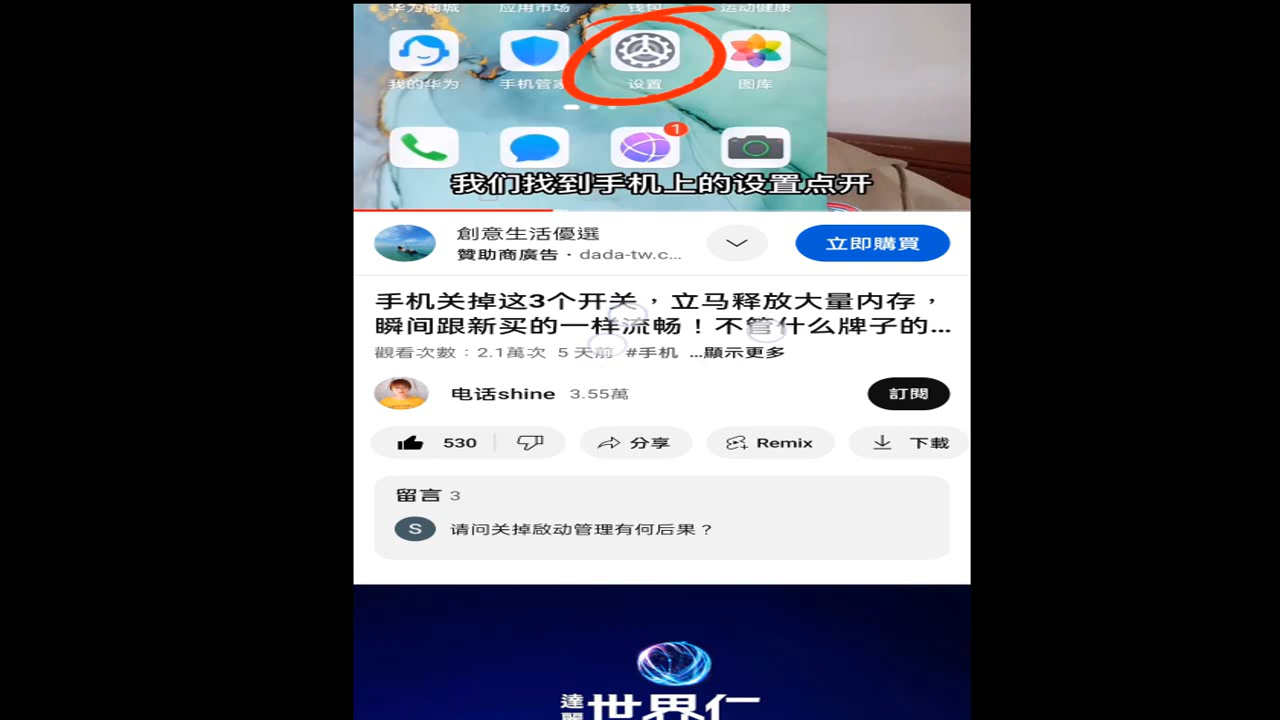 华为商城 应用市场 钱包 运动健康
我的华为 手机管家 设置 图库
1
我们找到手机上的设置点开
創意生活優選
贊助商廣告・dada-tw.c...
立即購買
手机关掉这3个开关，立马释放大量内存，
瞬间跟新买的一样流畅！不管什么牌子的...
觀看次數：2.1萬次 5 天前 #手机 ...顯示更多
电话shine 3.55萬
訂閱
530 分享 Remix 下載
留言 3
S 请问关掉啟动管理有何后果？
世界仁